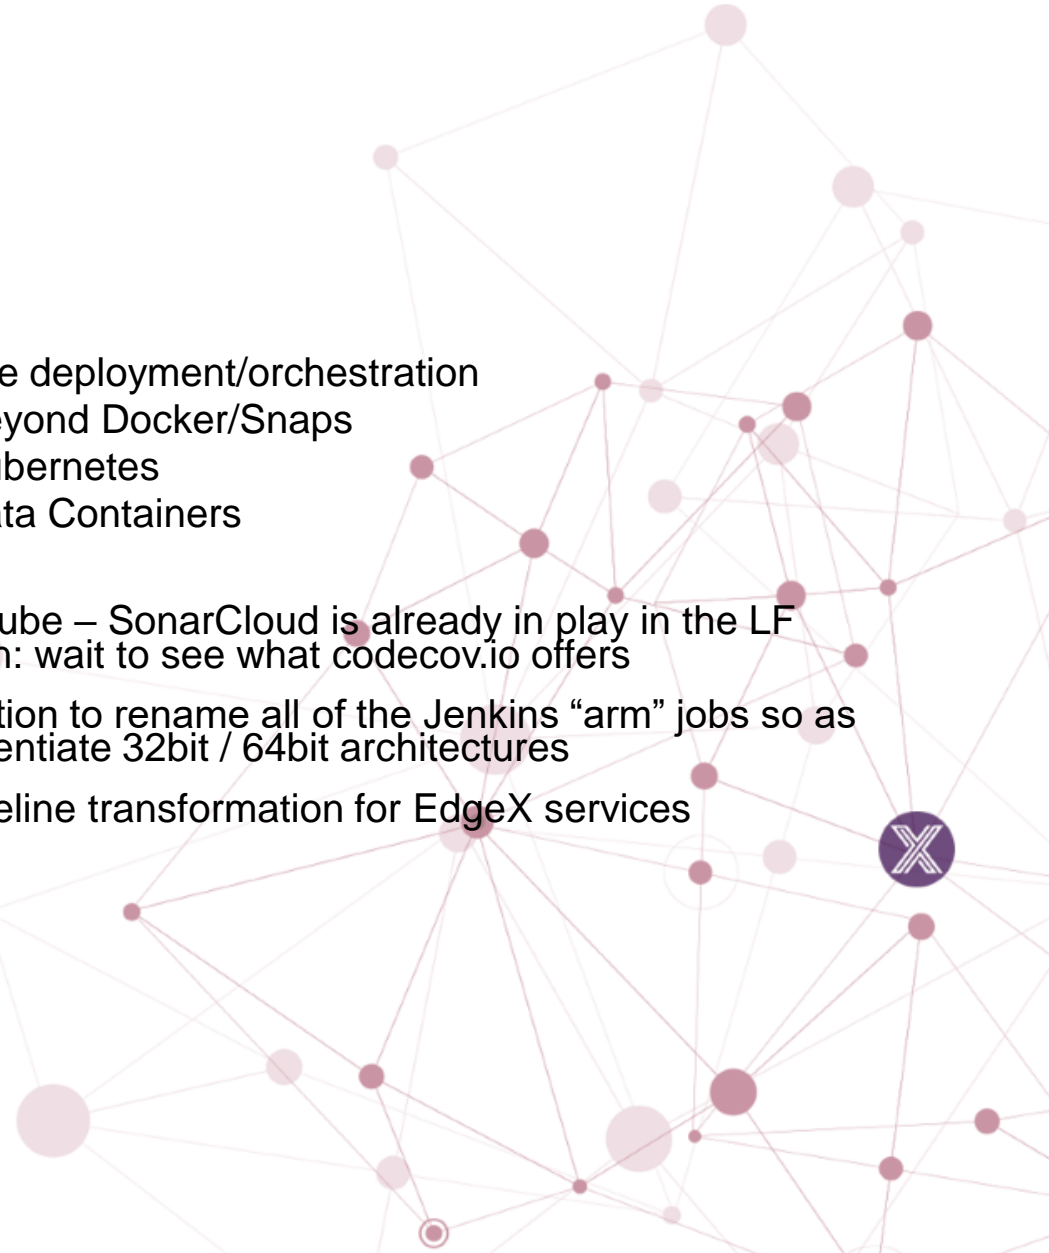 e deployment/orchestration
eyond Docker/Snaps
ubernetes
ata Containers
ube – SonarCloud is already in play in the LF
n: wait to see what codecov.io offers
tion to rename all of the Jenkins “arm” jobs so as
entiate 32bit / 64bit architectures
eline transformation for EdgeX services